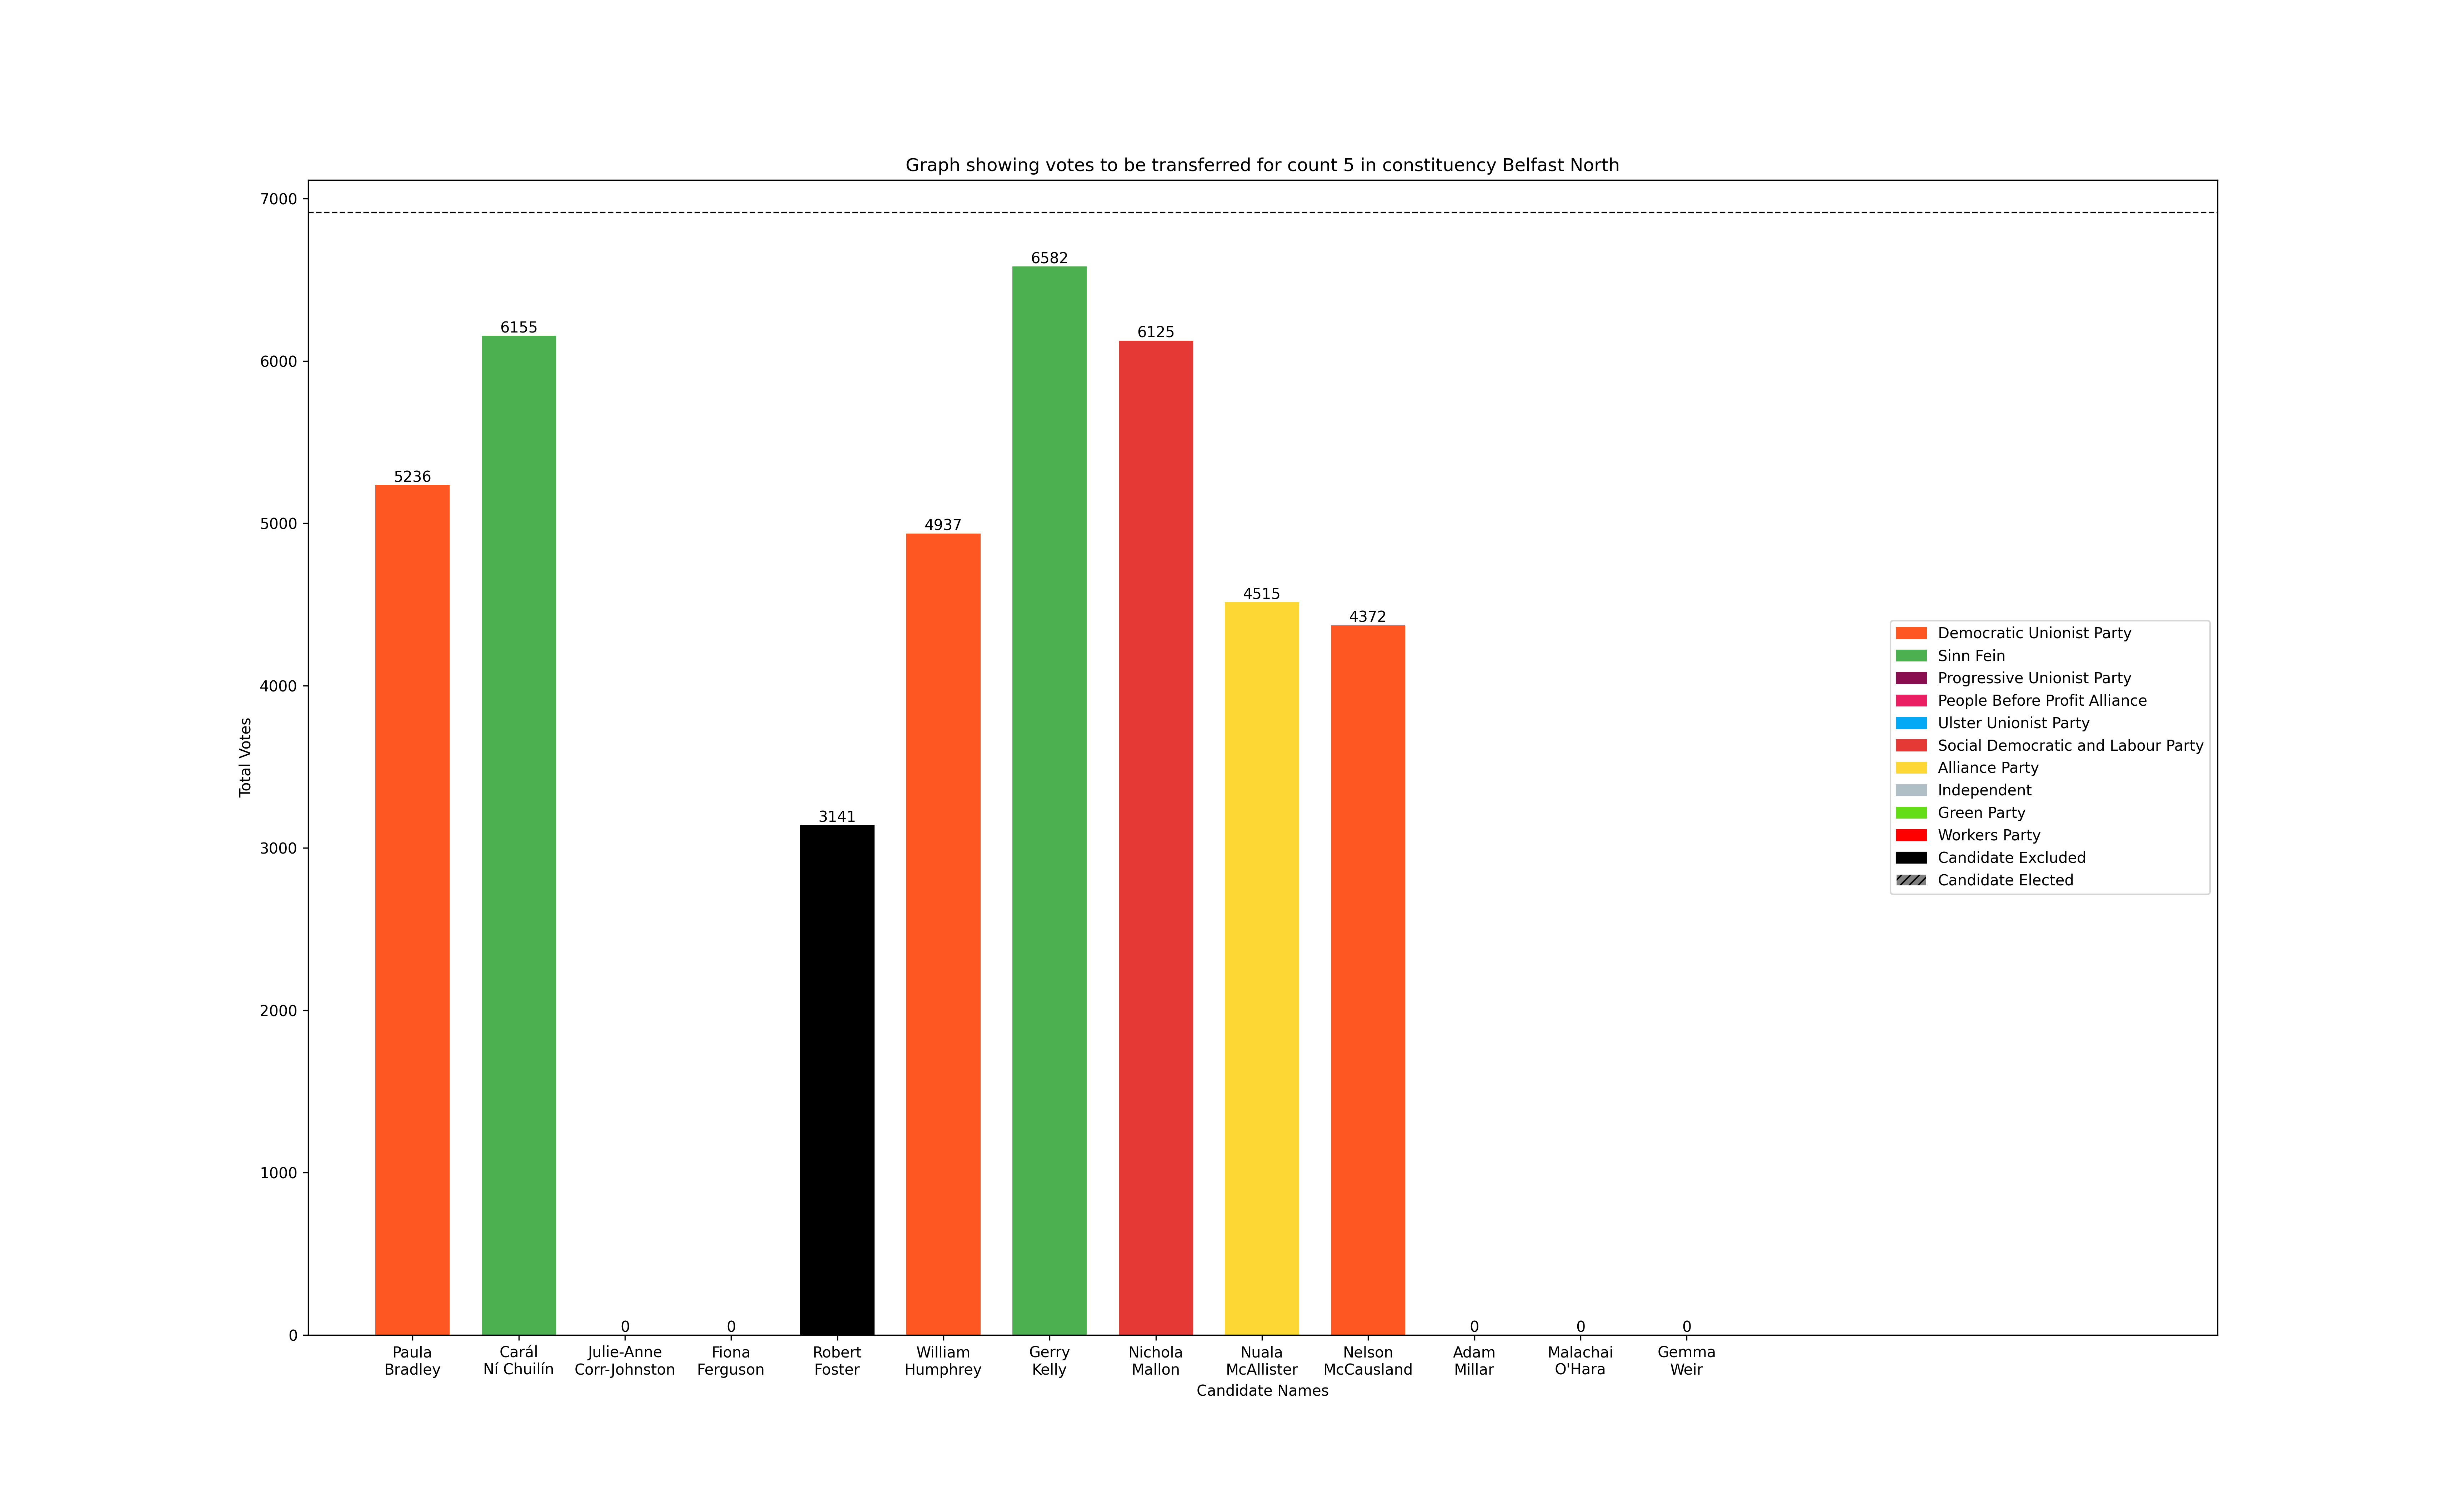 Graph showing votes to be transferred for count 5 in constituency Belfast North
7000
6000
5000
4000
3000
2000
1000
0
Total Votes
5236
6155
0
0
3141
4937
6582
6125
4515
4372
0
0
0
Paula
Bradley
Carál
Ní Chuilín
Julie-Anne
Corr-Johnston
Fiona
Ferguson
Robert
Foster
William
Humphrey
Gerry
Kelly
Nichola
Mallon
Nuala
McAllister
Nelson
McCausland
Adam
Millar
Malachai
O'Hara
Gemma
Weir
Candidate Names
Democratic Unionist Party
Sinn Fein
Progressive Unionist Party
People Before Profit Alliance
Ulster Unionist Party
Social Democratic and Labour Party
Alliance Party
Independent
Green Party
Workers Party
Candidate Excluded
Candidate Elected